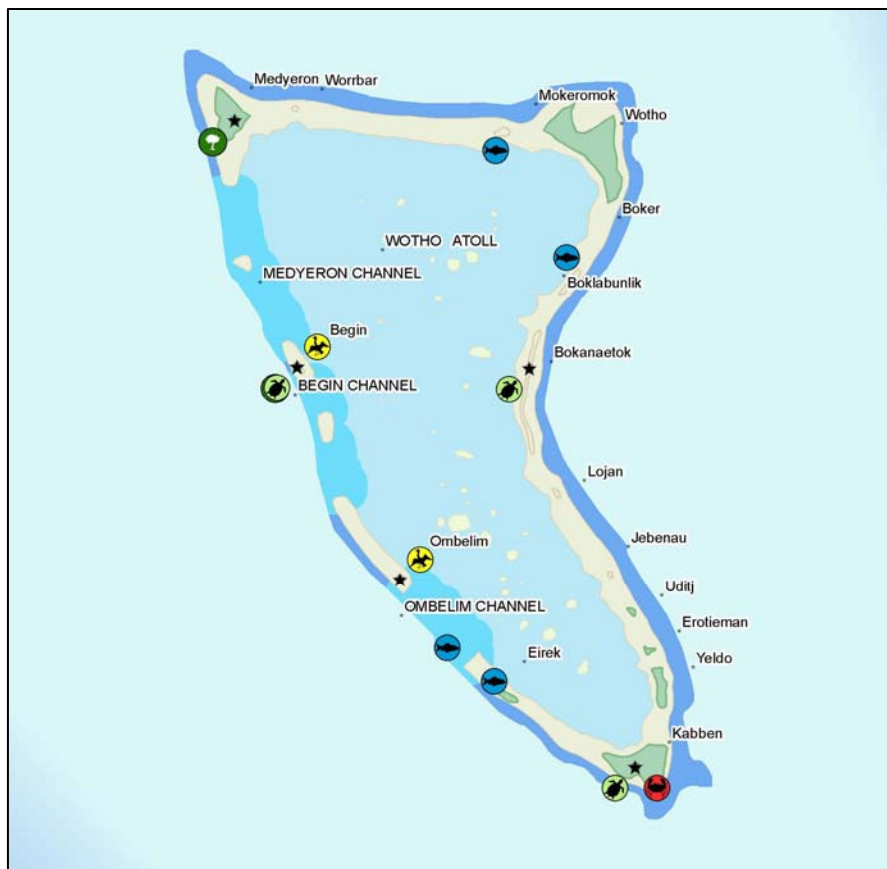 Medyeron
Worrbar
Mokeromok
Wotho
Boker
WOTHO ATOLL
MEDYERON CHANNEL
Boklabunlik
Begin
Bokanaetok
BEGIN CHANNEL
Lojan
Ombelim
Jebenau
Uditj
OMBELIM CHANNEL
Erotieman
Eirek
Yeldo
Kabben